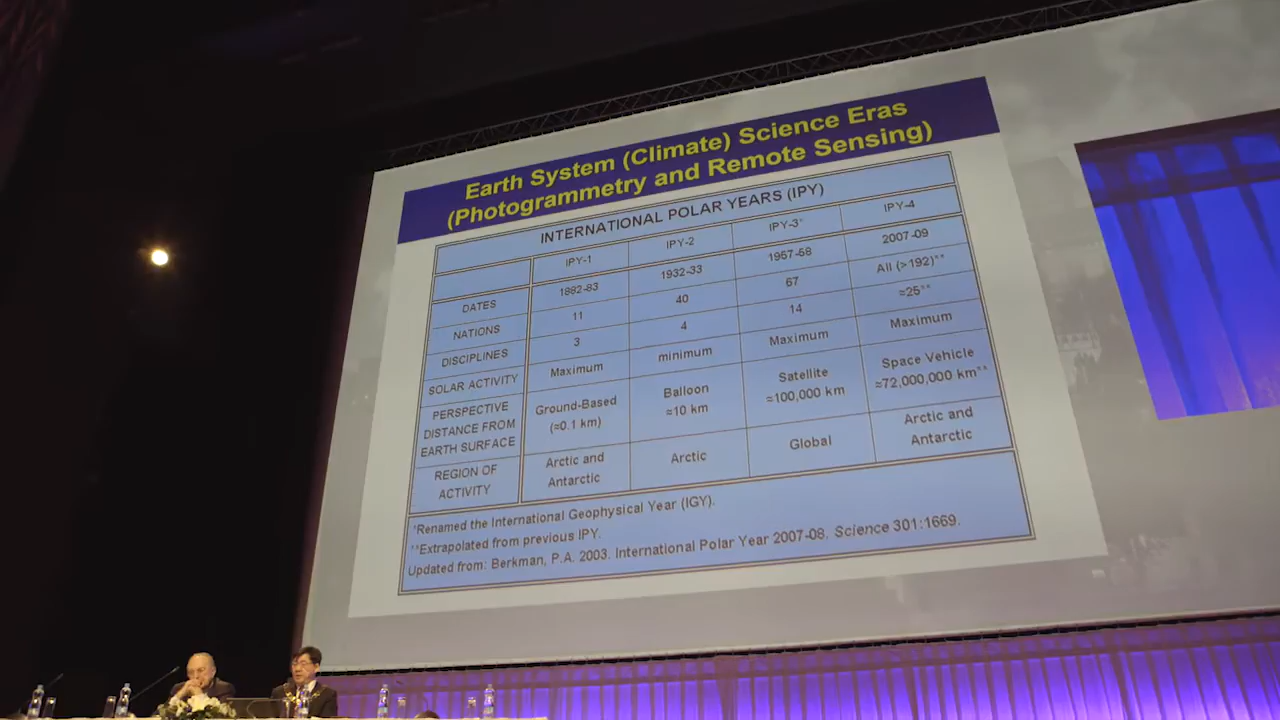 Earth System (Climate) Science Eras
(Photogrammetry and Remote Sensing)
INTERNATIONAL POLAR YEARS (IPY)
IPY-1 IPY-2 IPY-3* IPY-4
DATES 1882-83 1932-33 1957-58 2007-09
NATIONS 11 40 67 All (>192)**
DISCIPLINES 3 4 14 ≈25**
SOLAR ACTIVITY Maximum minimum Maximum Maximum
PERSPECTIVE
DISTANCE FROM
EARTH SURFACE
Ground-Based
(≈0.1 km)
Balloon
≈10 km
Satellite
≈100,000 km
Space Vehicle
≈72,000,000 km**
REGION OF
ACTIVITY
Arctic and
Antarctic
Arctic
Global
Arctic and
Antarctic
*Renamed the International Geophysical Year (IGY).
**Extrapolated from previous IPY.
Updated from: Berkman, P.A. 2003. International Polar Year 2007-08. Science 301:1669.